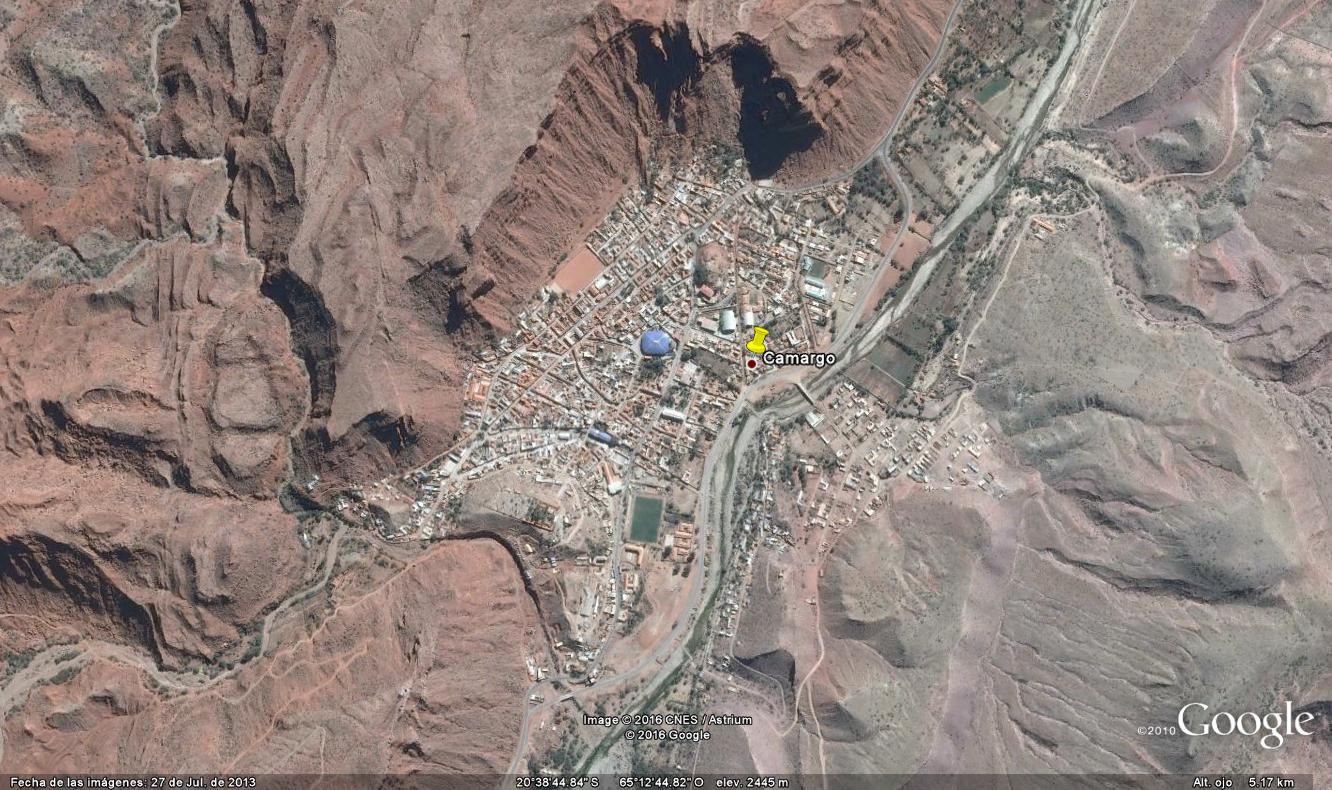 Camargo
Image © 2016 CNES / Astrium
© 2016 Google
©2010 Google
Fecha de las imágenes: 27 de Jul. de 2013 20°38'44.84" S 65°12'44.82" O elev. 2445 m Alt. ojo 5.17 km